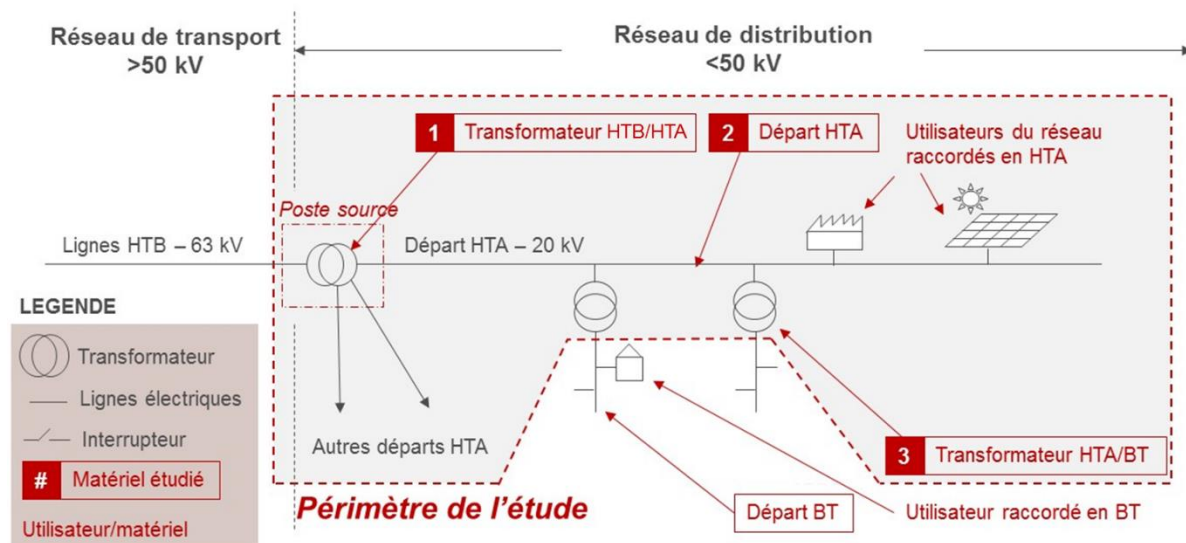 Réseau de transport
>50 kV
Réseau de distribution
<50 kV
1 Transformateur HTB/HTA
2 Départ HTA
Utilisateurs du réseau
raccordés en HTA
Poste source
Lignes HTB – 63 kV
Départ HTA – 20 kV
LEGENDE
Transformateur
Lignes électriques
Interrupteur
# Matériel étudié
Utilisateur/matériel
Autres départs HTA
3 Transformateur HTA/BT
Périmètre de l'étude
Départ BT
Utilisateur raccordé en BT